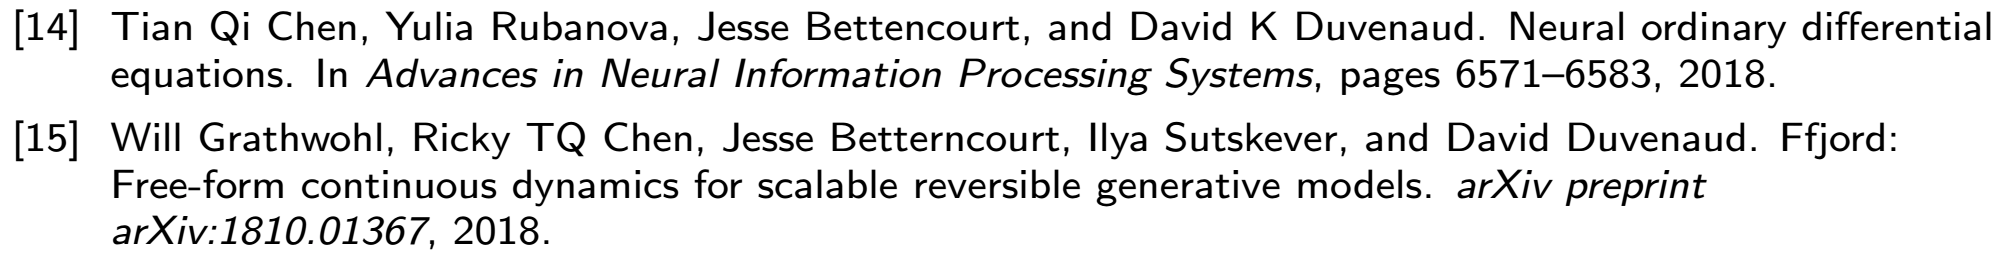 [14] Tian Qi Chen, Yulia Rubanova, Jesse Bettencourt, and David K Duvenaud. Neural ordinary differential
equations. In Advances in Neural Information Processing Systems, pages 6571–6583, 2018.
[15] Will Grathwohl, Ricky TQ Chen, Jesse Betterncourt, Ilya Sutskever, and David Duvenaud. Ffjord:
Free-form continuous dynamics for scalable reversible generative models. arXiv preprint
arXiv:1810.01367, 2018.